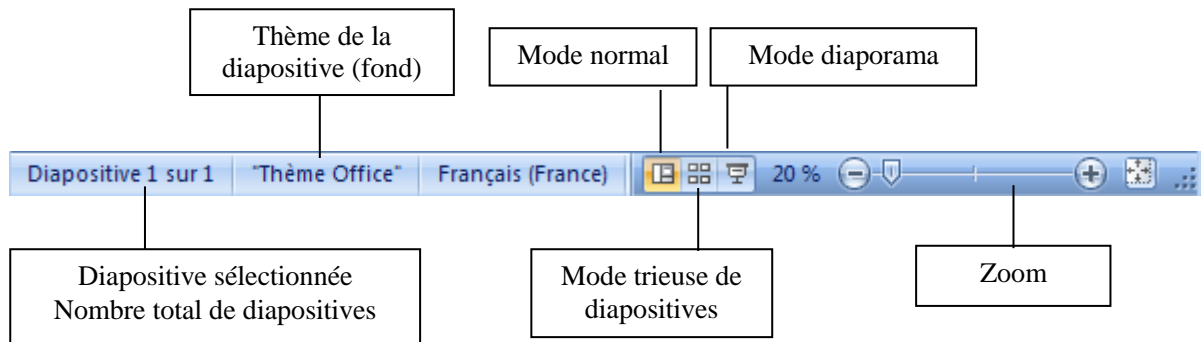 Thème de la
diapositive (fond)
Mode normal
Mode diaporama
Diapositive 1 sur 1 "Thème Office" Français (France) 20 %
Diapositive sélectionnée
Nombre total de diapositives
Mode trieuse de
diapositives
Zoom